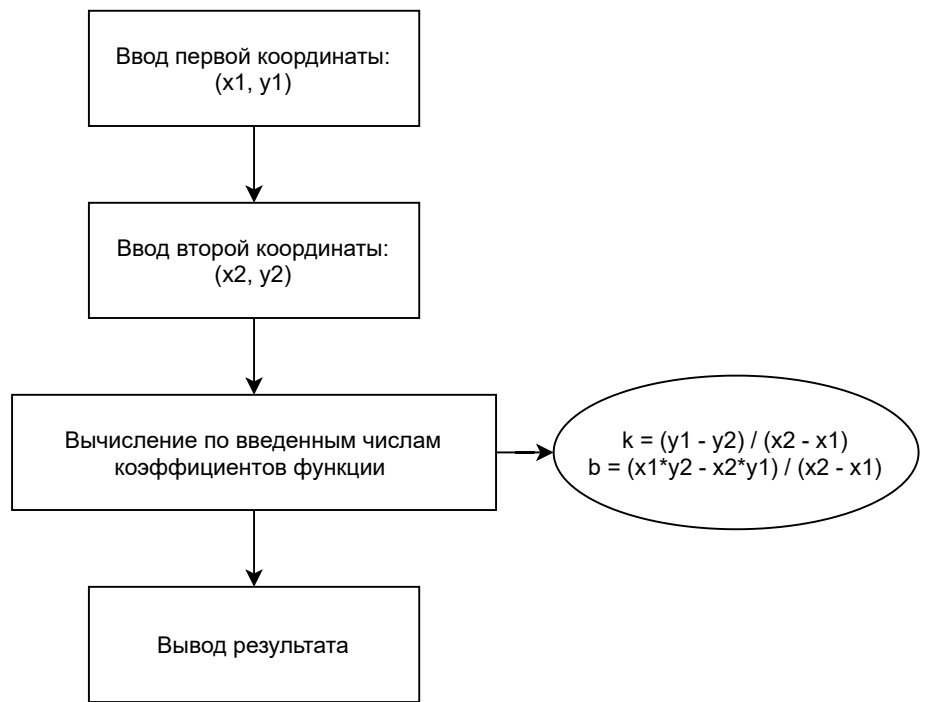 Ввод первой координаты:
(x1, y1)
Ввод второй координаты:
(x2, y2)
Вычисление по введенным числам
коэффициентов функции
k = (y1 - y2) / (x2 - x1)
b = (x1*y2 - x2*y1) / (x2 - x1)
Вывод результата